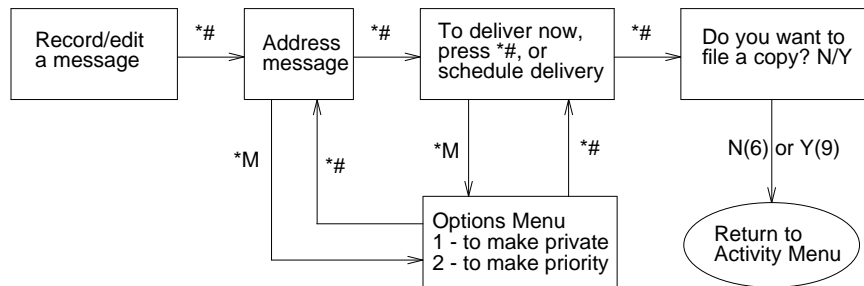 Record/edit
a message
*#
Address
message
*#
To deliver now,
press *#, or
schedule delivery
*#
Do you want to
file a copy? N/Y
*M
*#
*M
*#
N(6) or Y(9)
Options Menu
1 - to make private
2 - to make priority
Return to
Activity Menu